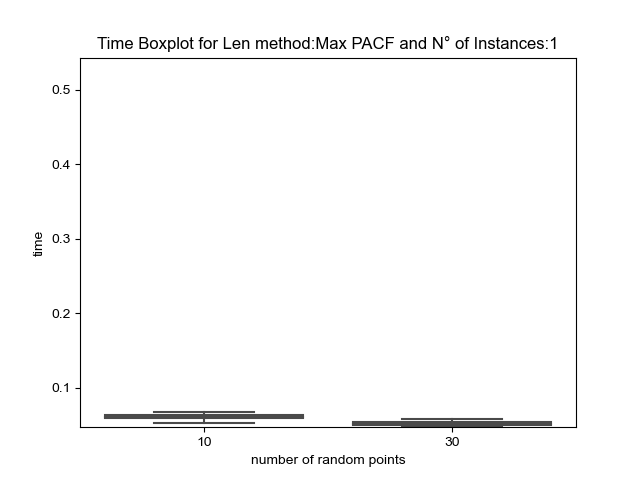 Time Boxplot for Len method:Max PACF and N° of Instances:1
0.5
0.4
0.3
0.2
0.1
time
10
30
number of random points